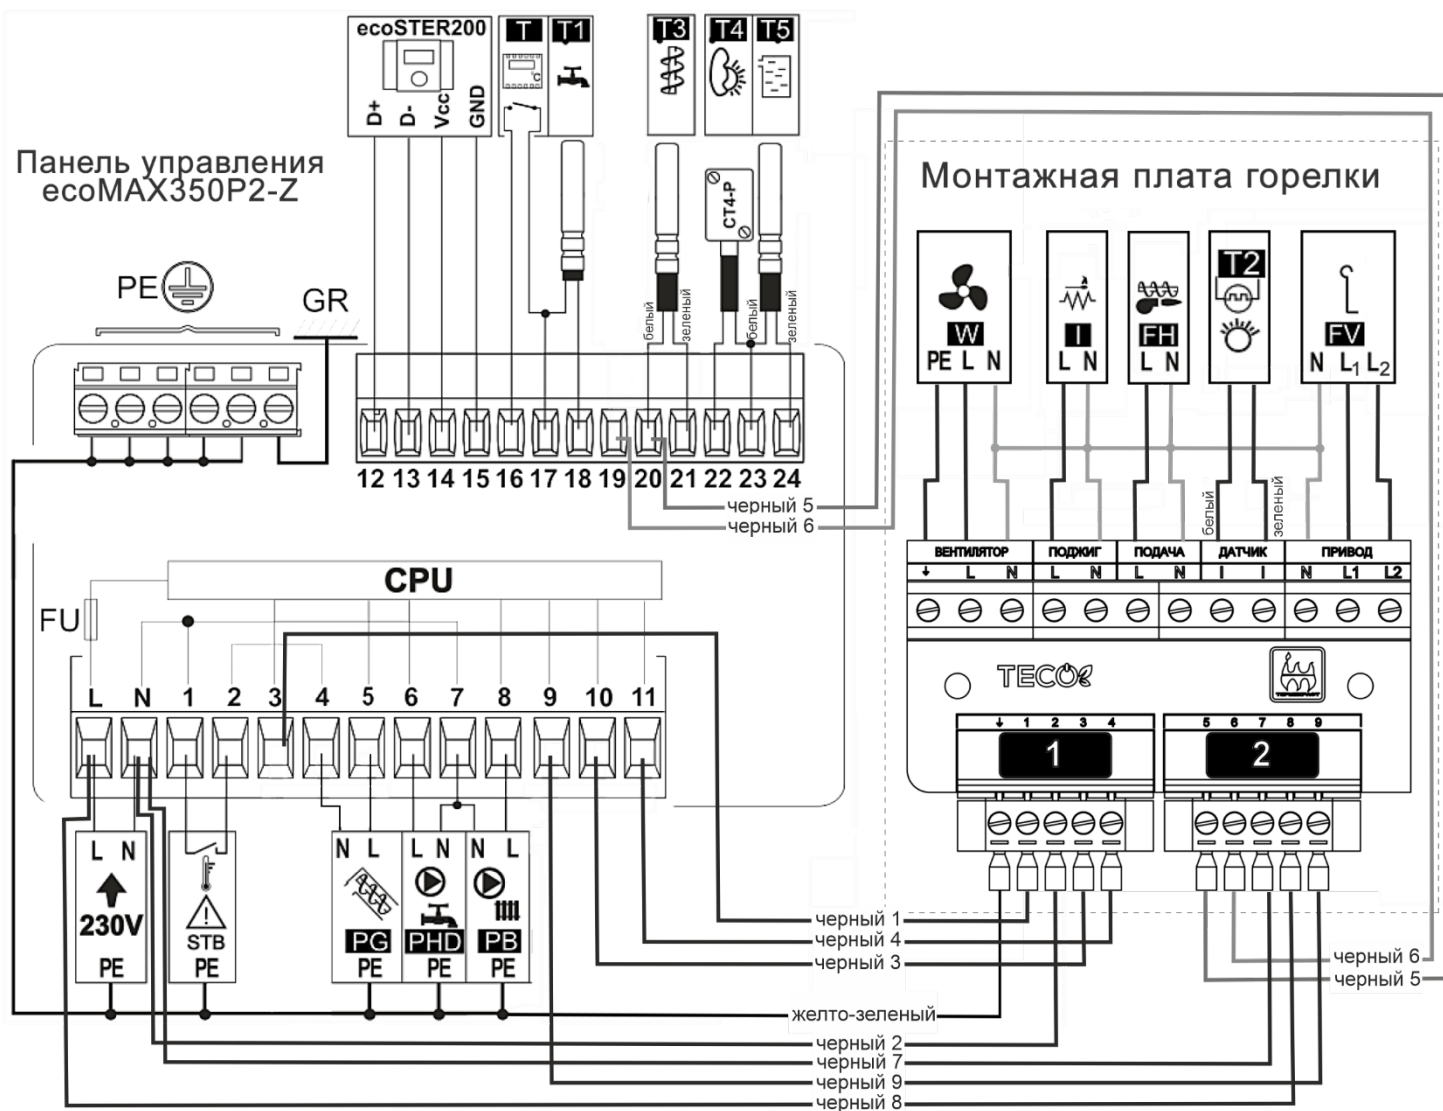 ecoSTER200
D+ D- Vcc GND
T T1
°C
T3
T4 T5
CT4-P
Панель управления
ecoMAX350P2-Z
PE
GR
белый
зеленый
белый
зеленый
12 13 14 15 16 17 18 19 20 21 22 23 24
черный 5
черный 6
Монтажная плата горелки
W
PE L N
I
L N
FH
L N
T2
FV
N L1 L2
белый
зеленый
ВЕНТИЛЯТОР ПОДЖИГ ПОДАЧА ДАТЧИК ПРИВОД
L N L N L N I I N L1 L2
TECO
ТЕРМОКРАФТ
1 2 3 4
1
5 6 7 8 9
2
CPU
FU
L N 1 2 3 4 5 6 7 8 9 10 11
L N
230V
PE
STB
PE
N L
PG
PE
L N
PHD
PE
N L
PB
PE
черный 1
черный 4
черный 3
черный 6
черный 5
желто-зеленый
черный 2
черный 7
черный 9
черный 8